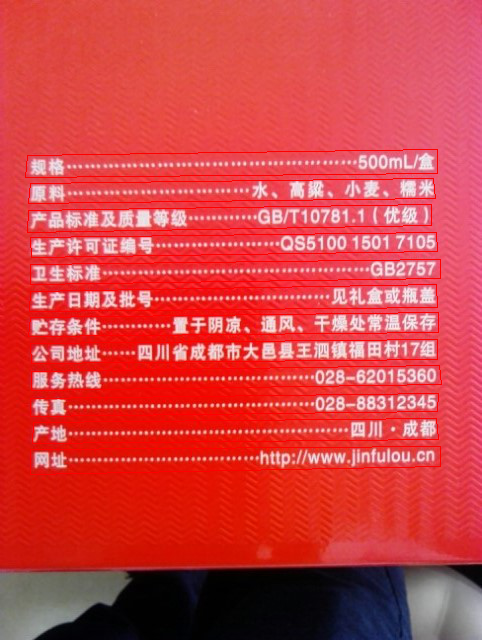 规格……………………………………500mL/盒
原料……………………水、高粱、小麦、糯米
产品标准及质量等级…………GB/T10781.1（优级）
生产许可证编号……………QS5100 1501 7105
卫生标准………………………………GB2757
生产日期及批号…………………见礼盒或瓶盖
贮存条件…………置于阴凉、通风、干燥处常温保存
公司地址……四川省成都市大邑县王泗镇福田村17组
服务热线………………………028-62015360
传真……………………………028-88312345
产地…………………………………四川·成都
网址………………………http://www.jinfulou.cn